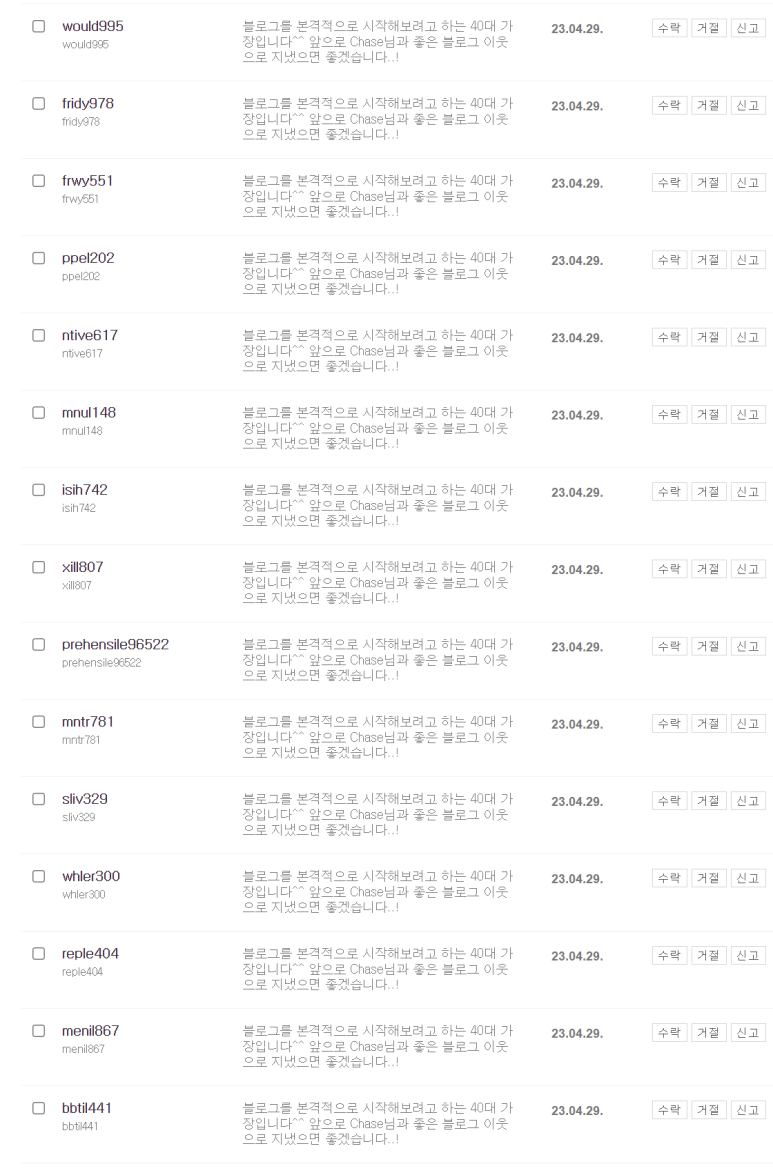 would995
would995
블로그를 본격적으로 시작해보려고 하는 40대 가
장입니다^^ 앞으로 Chase님과 좋은 블로그 이웃
으로 지냈으면 좋겠습니다..!
23.04.29.
수락 거절 신고
fridy978
fridy978
블로그를 본격적으로 시작해보려고 하는 40대 가
장입니다^^ 앞으로 Chase님과 좋은 블로그 이웃
으로 지냈으면 좋겠습니다..!
23.04.29.
수락 거절 신고
frwy551
frwy551
블로그를 본격적으로 시작해보려고 하는 40대 가
장입니다^^ 앞으로 Chase님과 좋은 블로그 이웃
으로 지냈으면 좋겠습니다..!
23.04.29.
수락 거절 신고
ppel202
ppel202
블로그를 본격적으로 시작해보려고 하는 40대 가
장입니다^^ 앞으로 Chase님과 좋은 블로그 이웃
으로 지냈으면 좋겠습니다..!
23.04.29.
수락 거절 신고
ntive617
ntive617
블로그를 본격적으로 시작해보려고 하는 40대 가
장입니다^^ 앞으로 Chase님과 좋은 블로그 이웃
으로 지냈으면 좋겠습니다..!
23.04.29.
수락 거절 신고
mnul148
mnul148
블로그를 본격적으로 시작해보려고 하는 40대 가
장입니다^^ 앞으로 Chase님과 좋은 블로그 이웃
으로 지냈으면 좋겠습니다..!
23.04.29.
수락 거절 신고
isih742
isih742
블로그를 본격적으로 시작해보려고 하는 40대 가
장입니다^^ 앞으로 Chase님과 좋은 블로그 이웃
으로 지냈으면 좋겠습니다..!
23.04.29.
수락 거절 신고
xill807
xill807
블로그를 본격적으로 시작해보려고 하는 40대 가
장입니다^^ 앞으로 Chase님과 좋은 블로그 이웃
으로 지냈으면 좋겠습니다..!
23.04.29.
수락 거절 신고
prehensile96522
prehensile96522
블로그를 본격적으로 시작해보려고 하는 40대 가
장입니다^^ 앞으로 Chase님과 좋은 블로그 이웃
으로 지냈으면 좋겠습니다..!
23.04.29.
수락 거절 신고
mntr781
mntr781
블로그를 본격적으로 시작해보려고 하는 40대 가
장입니다^^ 앞으로 Chase님과 좋은 블로그 이웃
으로 지냈으면 좋겠습니다..!
23.04.29.
수락 거절 신고
sliv329
sliv329
블로그를 본격적으로 시작해보려고 하는 40대 가
장입니다^^ 앞으로 Chase님과 좋은 블로그 이웃
으로 지냈으면 좋겠습니다..!
23.04.29.
수락 거절 신고
whler300
whler300
블로그를 본격적으로 시작해보려고 하는 40대 가
장입니다^^ 앞으로 Chase님과 좋은 블로그 이웃
으로 지냈으면 좋겠습니다..!
23.04.29.
수락 거절 신고
reple404
reple404
블로그를 본격적으로 시작해보려고 하는 40대 가
장입니다^^ 앞으로 Chase님과 좋은 블로그 이웃
으로 지냈으면 좋겠습니다..!
23.04.29.
수락 거절 신고
menil867
menil867
블로그를 본격적으로 시작해보려고 하는 40대 가
장입니다^^ 앞으로 Chase님과 좋은 블로그 이웃
으로 지냈으면 좋겠습니다..!
23.04.29.
수락 거절 신고
bbtil441
bbtil441
블로그를 본격적으로 시작해보려고 하는 40대 가
장입니다^^ 앞으로 Chase님과 좋은 블로그 이웃
으로 지냈으면 좋겠습니다..!
23.04.29.
수락 거절 신고